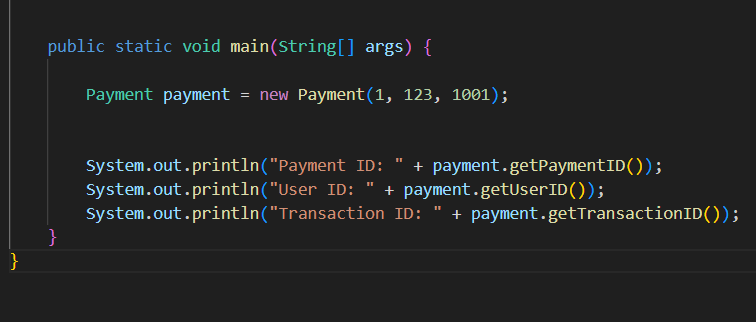 public static void main(String[] args) {
Payment payment = new Payment(1, 123, 1001);
System.out.println("Payment ID: " + payment.getPaymentID());
System.out.println("User ID: " + payment.getUserID());
System.out.println("Transaction ID: " + payment.getTransactionID());
}
}